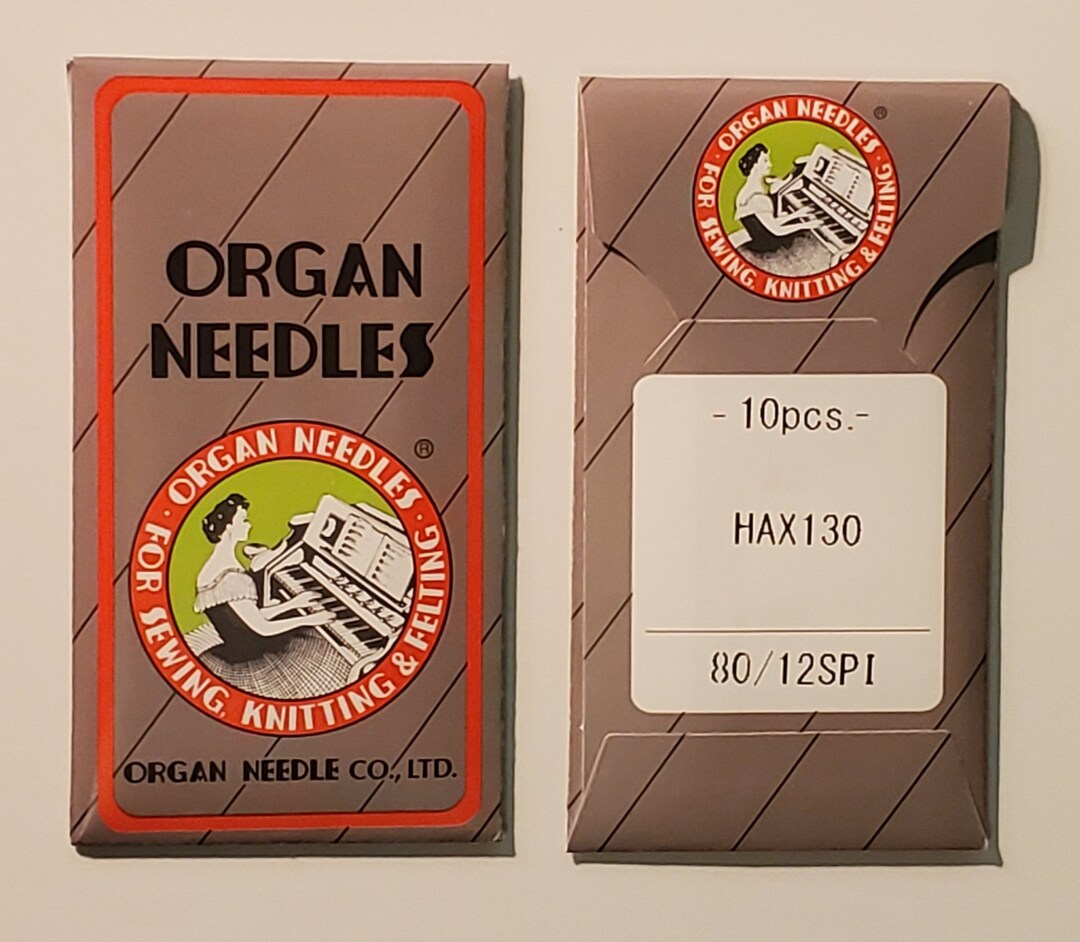 ORGAN
NEEDLES
· ORGAN NEEDLES ·
®
FOR SEWING, KNITTING & FELTING
ORGAN NEEDLE CO., LTD.
· ORGAN NEEDLES ·
®
FOR SEWING, KNITTING & FELTING
- 10pcs.-
HAX130
80/12SPI